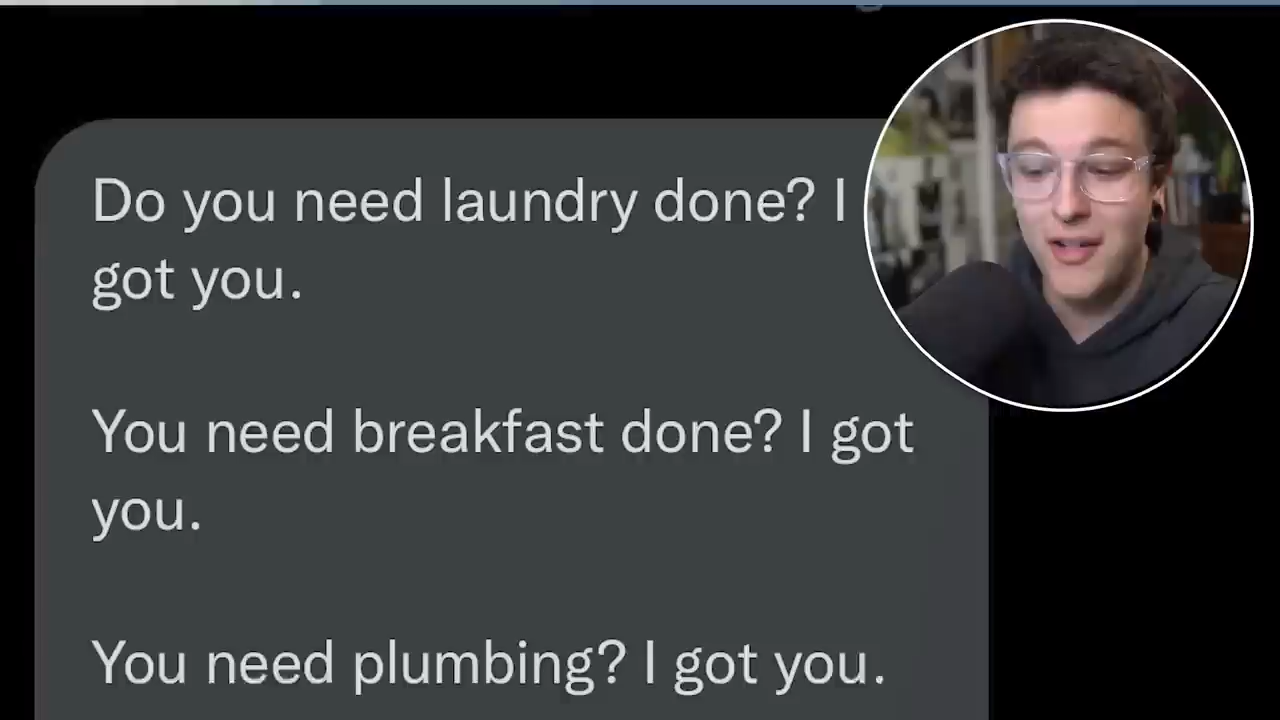 Do you need laundry done? I
got you.
You need breakfast done? I got
you.
You need plumbing? I got you.